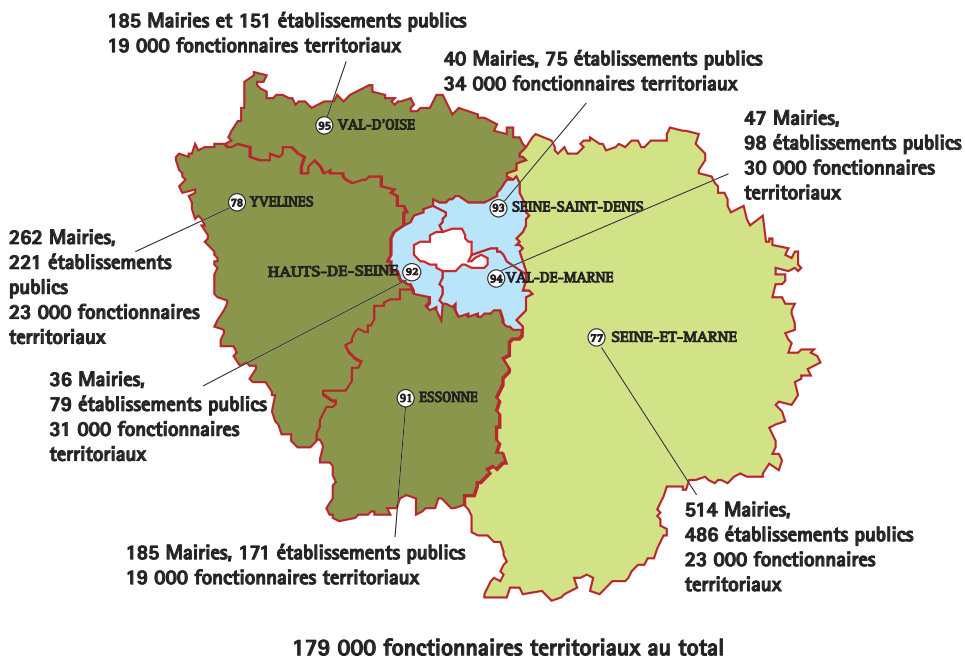 185 Mairies et 151 établissements publics
19 000 fonctionnaires territoriaux
40 Mairies, 75 établissements publics
34 000 fonctionnaires territoriaux
47 Mairies,
98 établissements publics
30 000 fonctionnaires
territoriaux
95 VAL-D'OISE
78 YVELINES
93 SEINE-SAINT-DENIS
262 Mairies,
221 établissements
publics
23 000 fonctionnaires
territoriaux
HAUTS-DE-SEINE 92
94 VAL-DE-MARNE
77 SEINE-ET-MARNE
36 Mairies,
79 établissements publics
31 000 fonctionnaires
territoriaux
91 ESSONNE
514 Mairies,
486 établissements publics
23 000 fonctionnaires
territoriaux
185 Mairies, 171 établissements publics
19 000 fonctionnaires territoriaux
179 000 fonctionnaires territoriaux au total